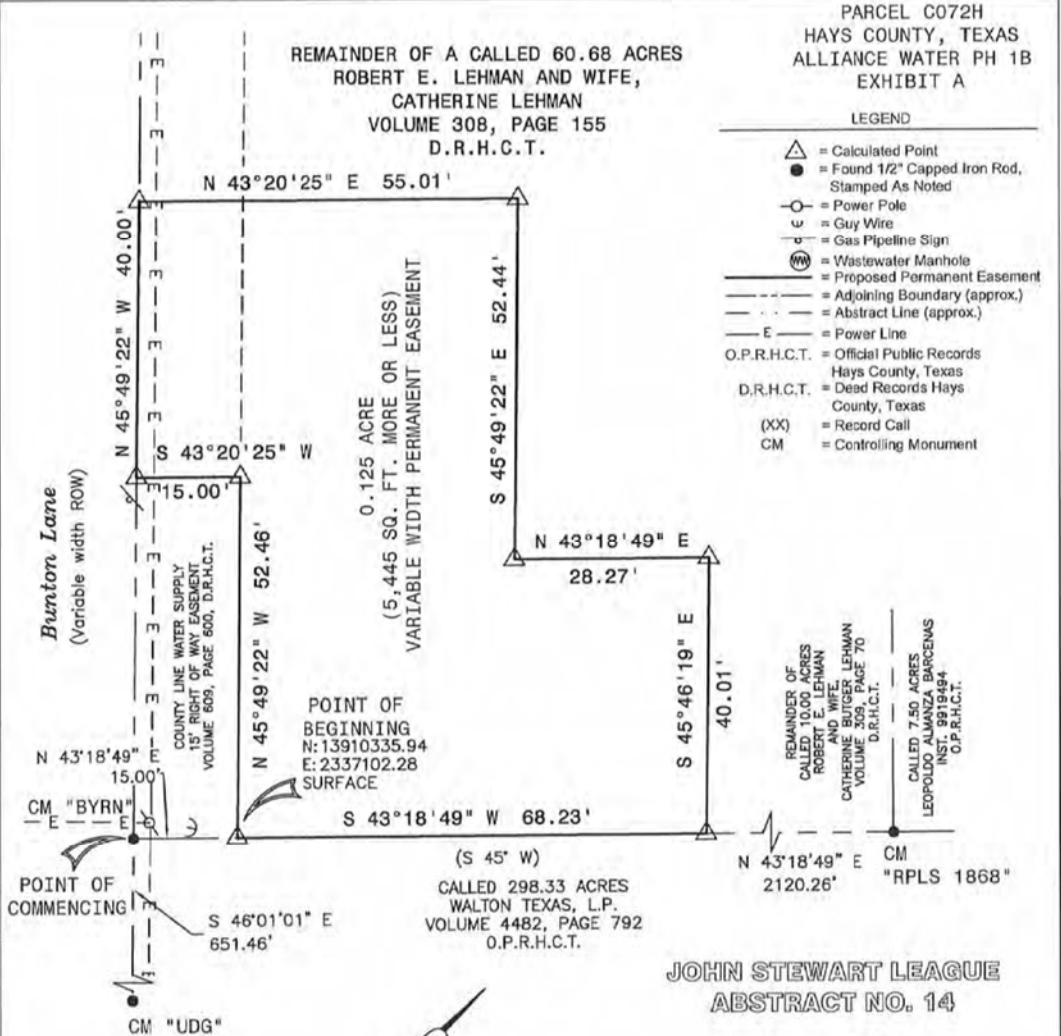 PARCEL C072H
HAYS COUNTY, TEXAS
ALLIANCE WATER PH 1B
EXHIBIT A
REMAINDER OF A CALLED 60.68 ACRES
ROBERT E. LEHMAN AND WIFE,
CATHERINE LEHMAN
VOLUME 308, PAGE 155
D.R.H.C.T.
LEGEND
= Calculated Point
= Found 1/2" Capped Iron Rod,
Stamped As Noted
= Power Pole
= Guy Wire
= Gas Pipeline Sign
= Wastewater Manhole
= Proposed Permanent Easement
= Adjoining Boundary (approx.)
= Abstract Line (approx.)
E = Power Line
O.P.R.H.C.T. = Official Public Records
Hays County, Texas
D.R.H.C.T. = Deed Records Hays
County, Texas
(XX) = Record Call
CM = Controlling Monument
N 43°20'25" E 55.01'
N 45°49'22" W 40.00'
S 43°20'25" W
15.00'
0.125 ACRE
(5,445 SQ. FT. MORE OR LESS)
VARIABLE WIDTH PERMANENT EASEMENT
S 45°49'22" E 52.44'
N 43°18'49" E
28.27'
Bunton Lane
(Variable width ROW)
COUNTY LINE WATER SUPPLY
15' RIGHT OF WAY EASEMENT
VOLUME 609, PAGE 600, D.R.H.C.T.
N 45°49'22" W 52.46'
POINT OF
BEGINNING
N:13910335.94
E:2337102.28
SURFACE
S 45°46'19" E
40.01'
REMAINDER OF
CALLED 10.00 ACRES
ROBERT E. LEHMAN
AND WIFE,
CATHERINE BUTGER LEHMAN
VOLUME 309, PAGE 70
D.R.H.C.T.
CALLED 7.50 ACRES
LEOPOLDO ALMANZA BARCENAS
INST. 9919494
O.P.R.H.C.T.
N 43°18'49" E
15.00'
CM "BYRN"
E E
POINT OF
COMMENCING
S 43°18'49" W 68.23'
(S 45° W)
CALLED 298.33 ACRES
WALTON TEXAS, L.P.
VOLUME 4482, PAGE 792
O.P.R.H.C.T.
N 43°18'49" E
2120.26'
CM
"RPLS 1868"
S 46°01'01" E
651.46'
CM "UDG"
JOHN STEWART LEAGUE
ABSTRACT NO. 14
E
E
E
E
E
E
E
E
E
E
E
E